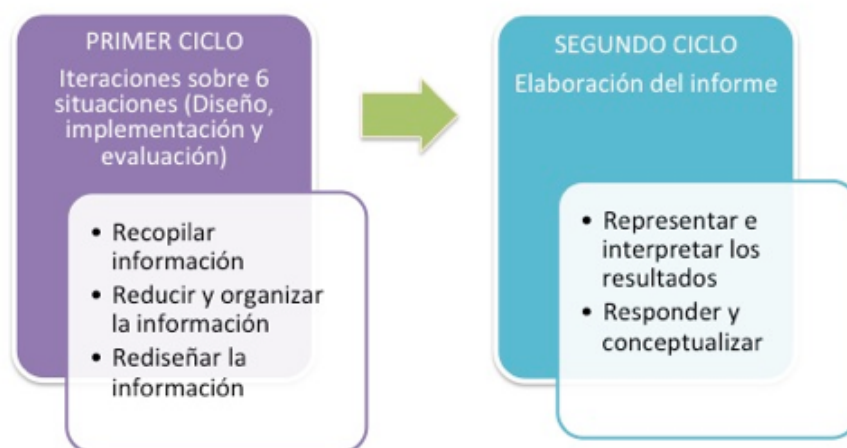 PRIMER CICLO
Iteraciones sobre 6
situaciones (Diseño,
implementación y
evaluación)
• Recopilar
información
• Reducir y organizar
la información
• Rediseñar la
información
SEGUNDO CICLO
Elaboración del informe
• Representar e
interpretar los
resultados
• Responder y
conceptualizar